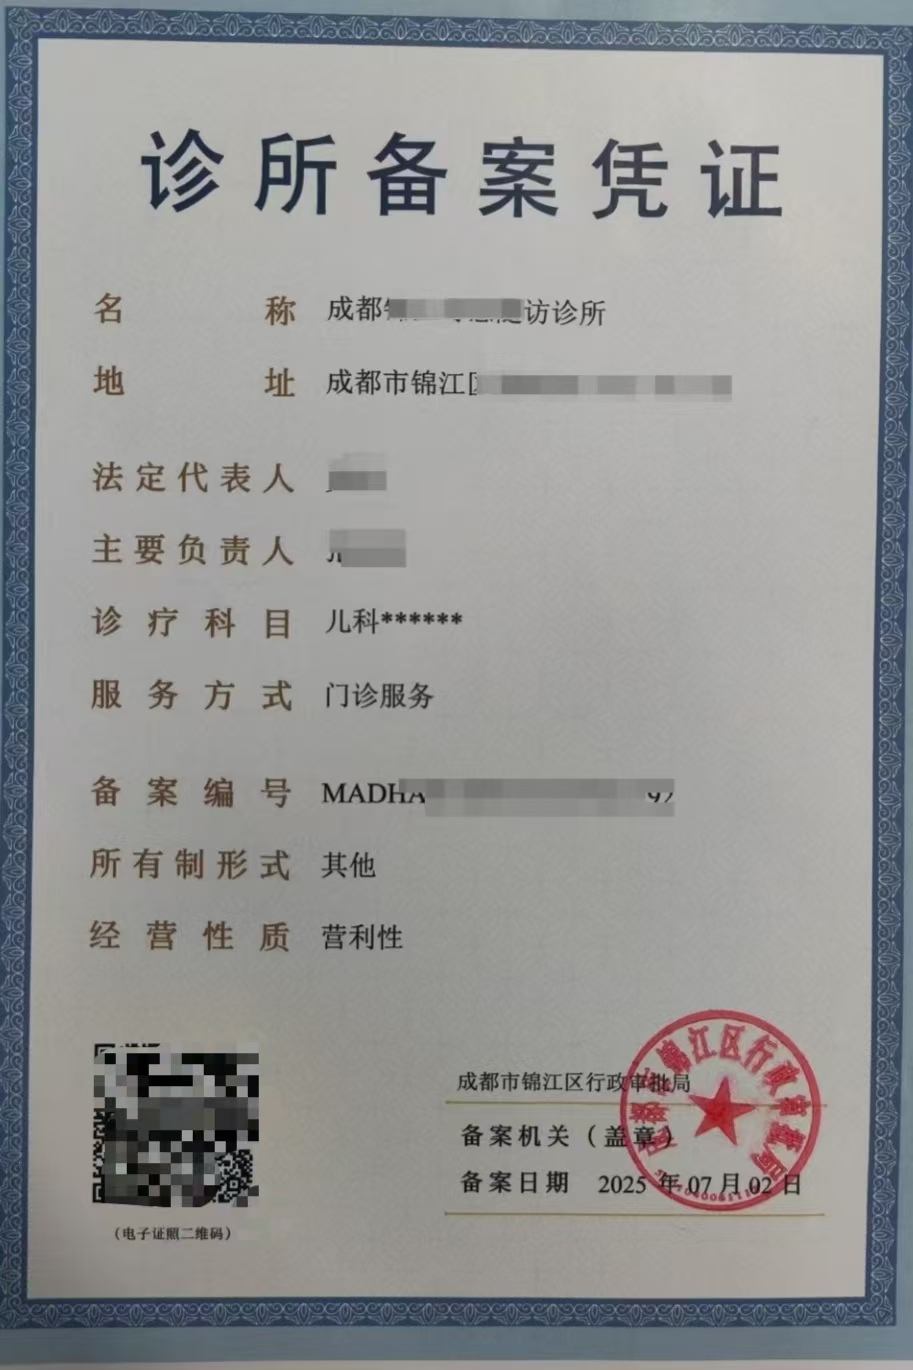 诊所备案凭证
名称 成都 访诊所
地址 成都市锦江区
法定代表人
主要负责人
诊疗科目 儿科******
服务方式 门诊服务
备案编号 MADHA 92
所有制形式 其他
经营性质 营利性
成都市锦江区行政审批局
备案机关（盖章）
备案日期 2025 年 07 月 02 日
（电子证照二维码）